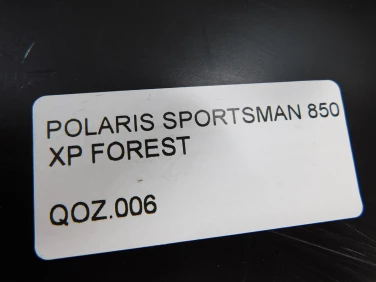 POLARIS SPORTSMAN 850
XP FOREST
QOZ.006